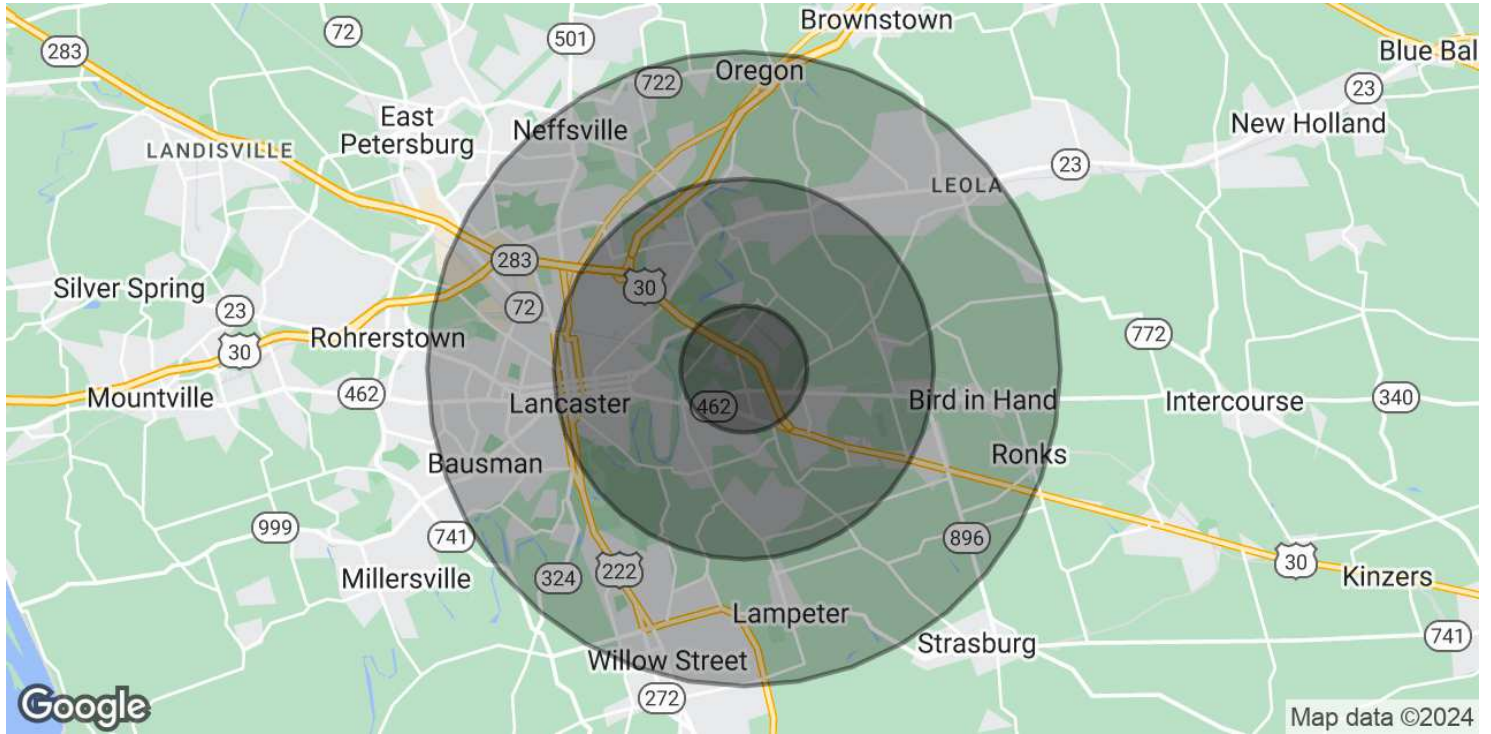 Brownstown
72
501
283
Blue Bal
Oregon
722
23
East
Petersburg
Neffsville
New Holland
LANDISVILLE
23
LEOLA
283
30
Silver Spring
23
72
Rohrerstown
772
30
Mountville
462
Lancaster
462
Bird in Hand
Intercourse
340
Bausman
Ronks
999
741
896
324
222
30
Millersville
Kinzers
Lampeter
Strasburg
741
Willow Street
272
Google
Map data ©2024